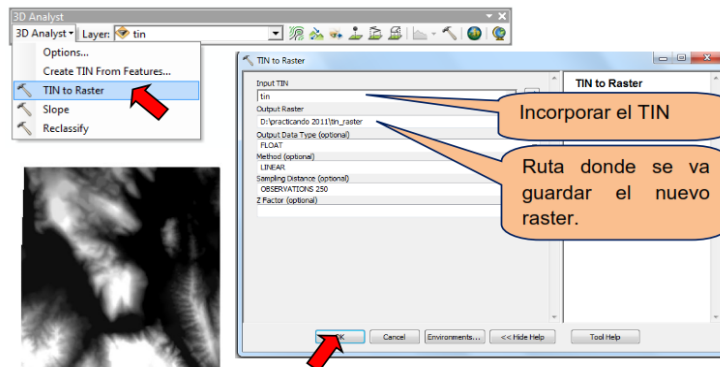 3D Analyst
3D Analyst Layer: tin
Options...
Create TIN From Features...
TIN to Raster
Slope
Reclassify
TIN to Raster
Input TIN
tin
Output Raster
D:\practicando 2011\tin_raster
Output Data Type (optional)
FLOAT
Method (optional)
LINEAR
Sampling Distance (optional)
OBSERVATIONS 250
Z Factor (optional)
TIN to Raster
Incorporar el TIN
Ruta donde se va
guardar el nuevo
raster.
OK Cancel Environments... << Hide Help Tool Help